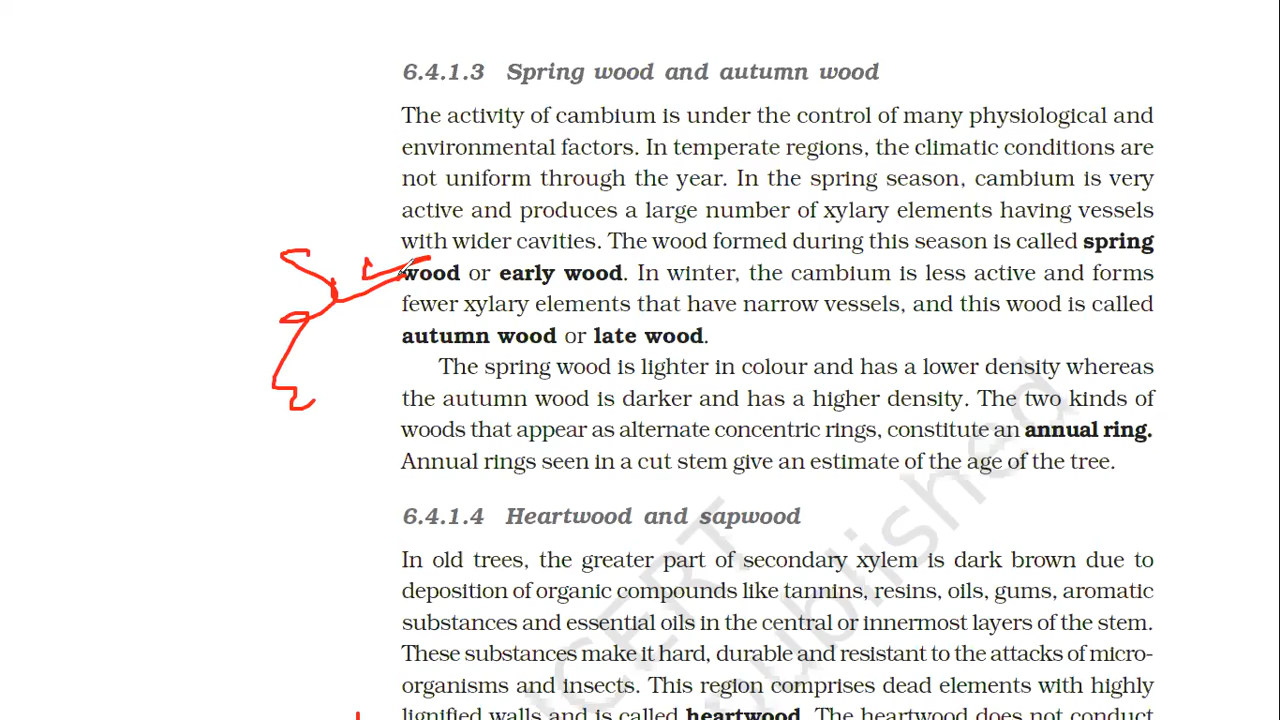 6.4.1.3 Spring wood and autumn wood
The activity of cambium is under the control of many physiological and
environmental factors. In temperate regions, the climatic conditions are
not uniform through the year. In the spring season, cambium is very
active and produces a large number of xylary elements having vessels
with wider cavities. The wood formed during this season is called spring
wood or early wood. In winter, the cambium is less active and forms
fewer xylary elements that have narrow vessels, and this wood is called
autumn wood or late wood.
The spring wood is lighter in colour and has a lower density whereas
the autumn wood is darker and has a higher density. The two kinds of
woods that appear as alternate concentric rings, constitute an annual ring.
Annual rings seen in a cut stem give an estimate of the age of the tree.
6.4.1.4 Heartwood and sapwood
In old trees, the greater part of secondary xylem is dark brown due to
deposition of organic compounds like tannins, resins, oils, gums, aromatic
substances and essential oils in the central or innermost layers of the stem.
These substances make it hard, durable and resistant to the attacks of micro-
organisms and insects. This region comprises dead elements with highly
lignified walls and is called heartwood. The heartwood does not conduct